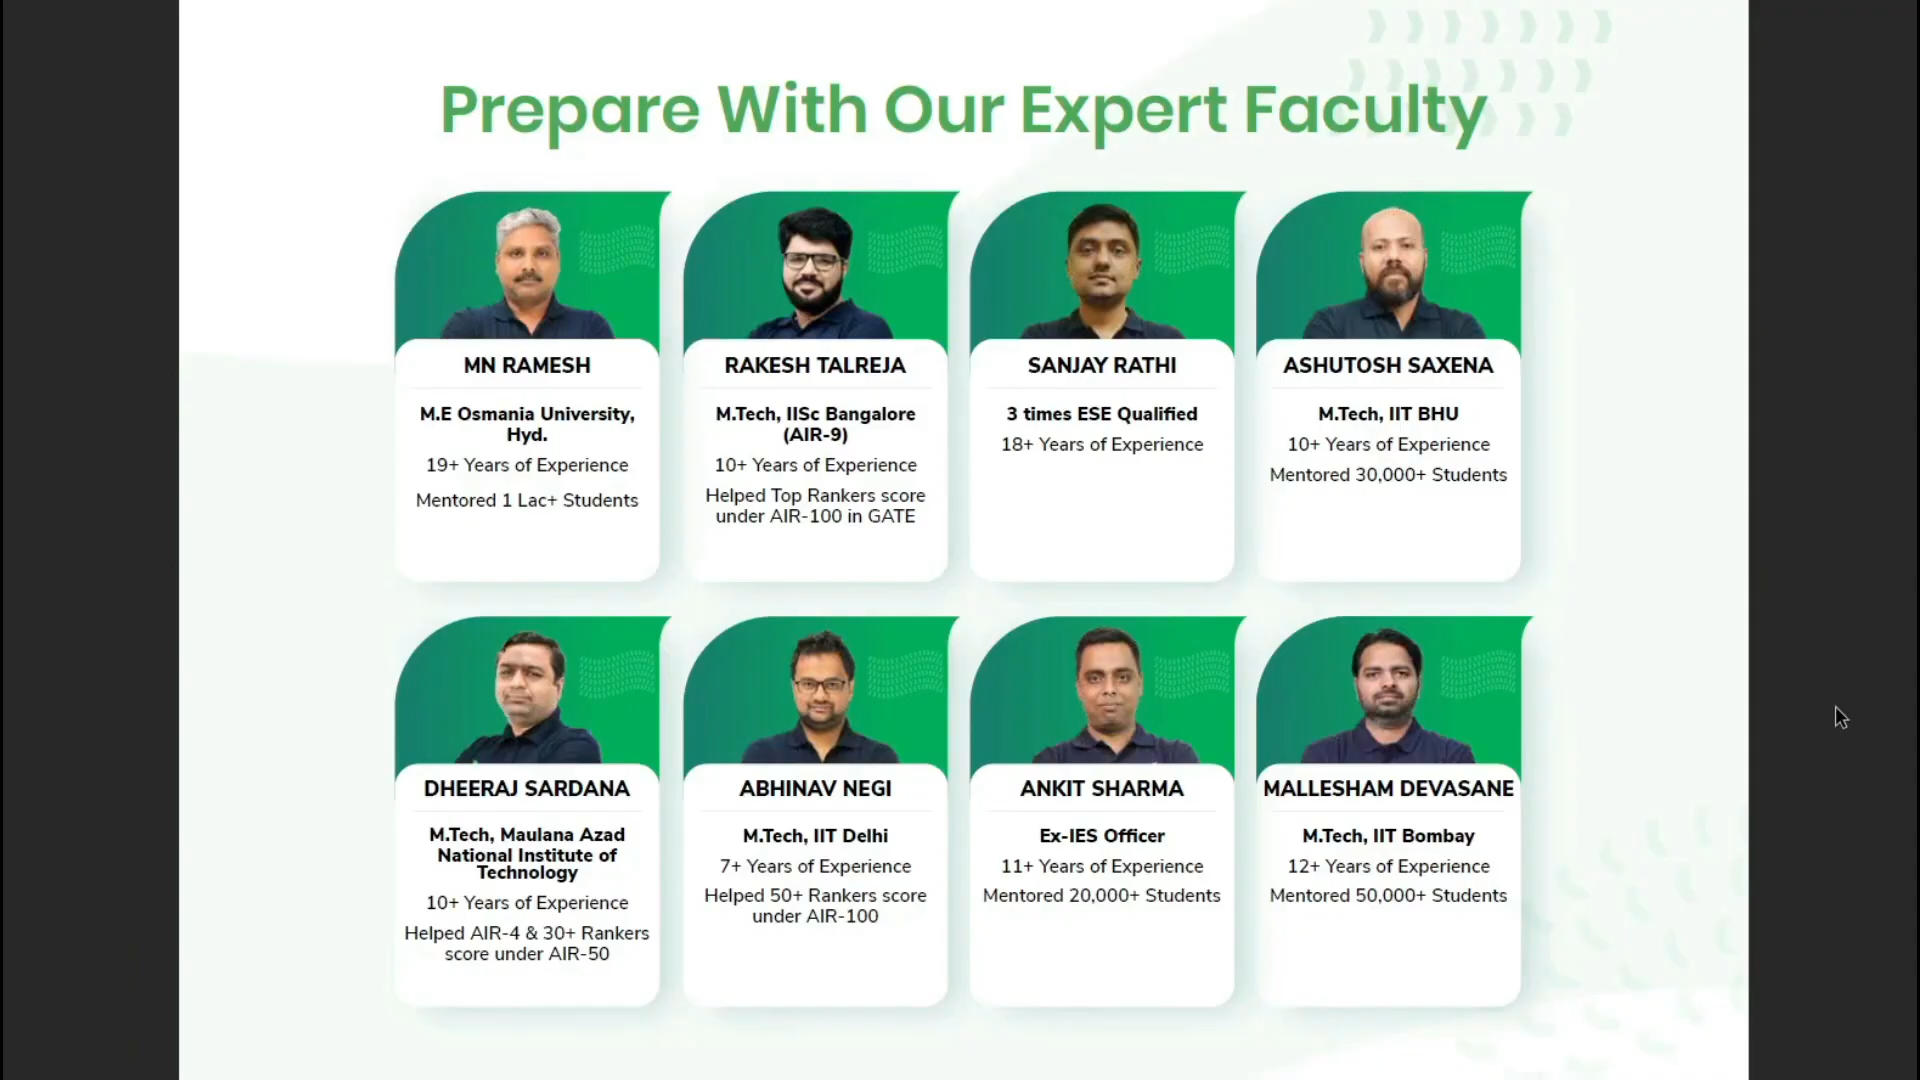 Prepare With Our Expert Faculty
MN RAMESH
M.E Osmania University,
Hyd.
19+ Years of Experience
Mentored 1 Lac+ Students
RAKESH TALREJA
M.Tech, IISc Bangalore
(AIR-9)
10+ Years of Experience
Helped Top Rankers score
under AIR-100 in GATE
SANJAY RATHI
3 times ESE Qualified
18+ Years of Experience
ASHUTOSH SAXENA
M.Tech, IIT BHU
10+ Years of Experience
Mentored 30,000+ Students
DHEERAJ SARDANA
M.Tech, Maulana Azad
National Institute of
Technology
10+ Years of Experience
Helped AIR-4 & 30+ Rankers
score under AIR-50
ABHINAV NEGI
M.Tech, IIT Delhi
7+ Years of Experience
Helped 50+ Rankers score
under AIR-100
ANKIT SHARMA
Ex-IES Officer
11+ Years of Experience
Mentored 20,000+ Students
MALLESHAM DEVASANE
M.Tech, IIT Bombay
12+ Years of Experience
Mentored 50,000+ Students